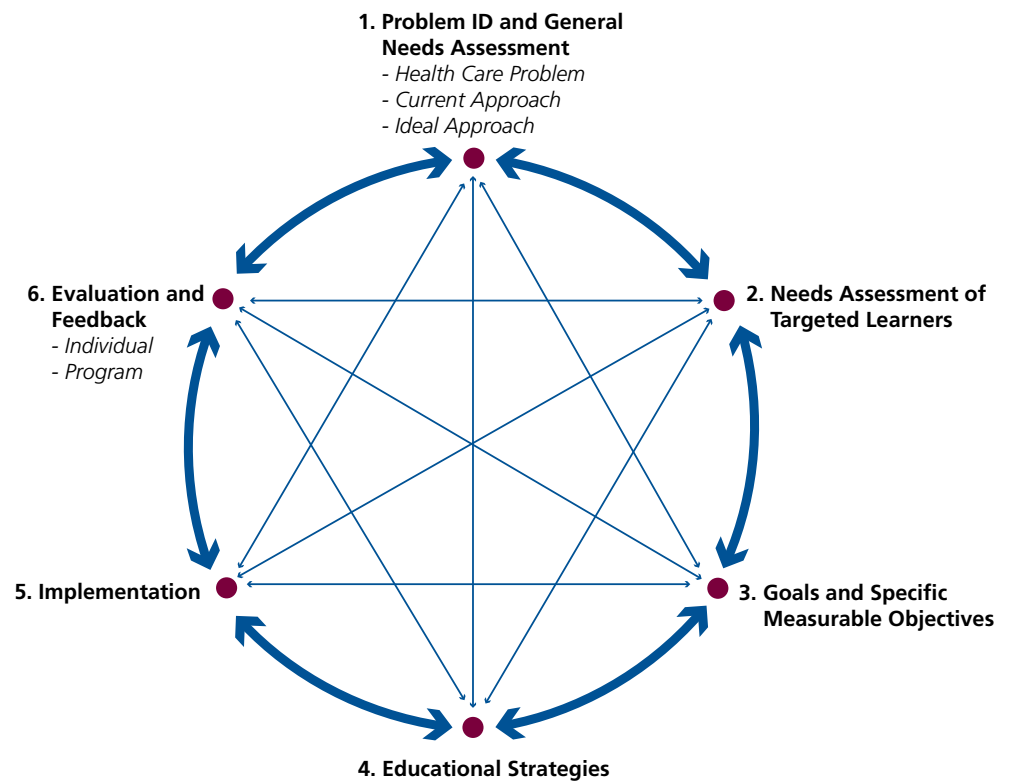 1. Problem ID and General
Needs Assessment
- Health Care Problem
- Current Approach
- Ideal Approach
2. Needs Assessment of
Targeted Learners
3. Goals and Specific
Measurable Objectives
4. Educational Strategies
5. Implementation
6. Evaluation and
Feedback
- Individual
- Program